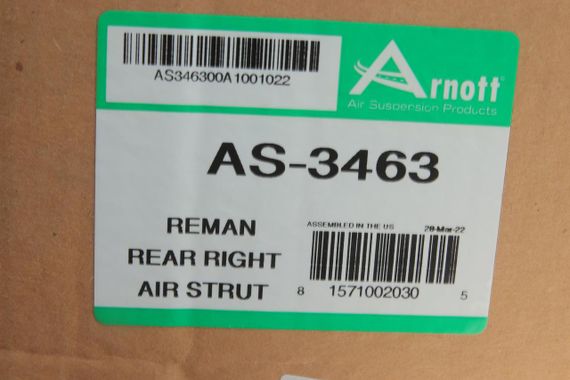 AS346300A1001022
Arnott
Air Suspension Products
AS-3463
REMAN
REAR RIGHT
AIR STRUT
ASSEMBLED IN THE US 28-Mar-22
8 1571002030 5